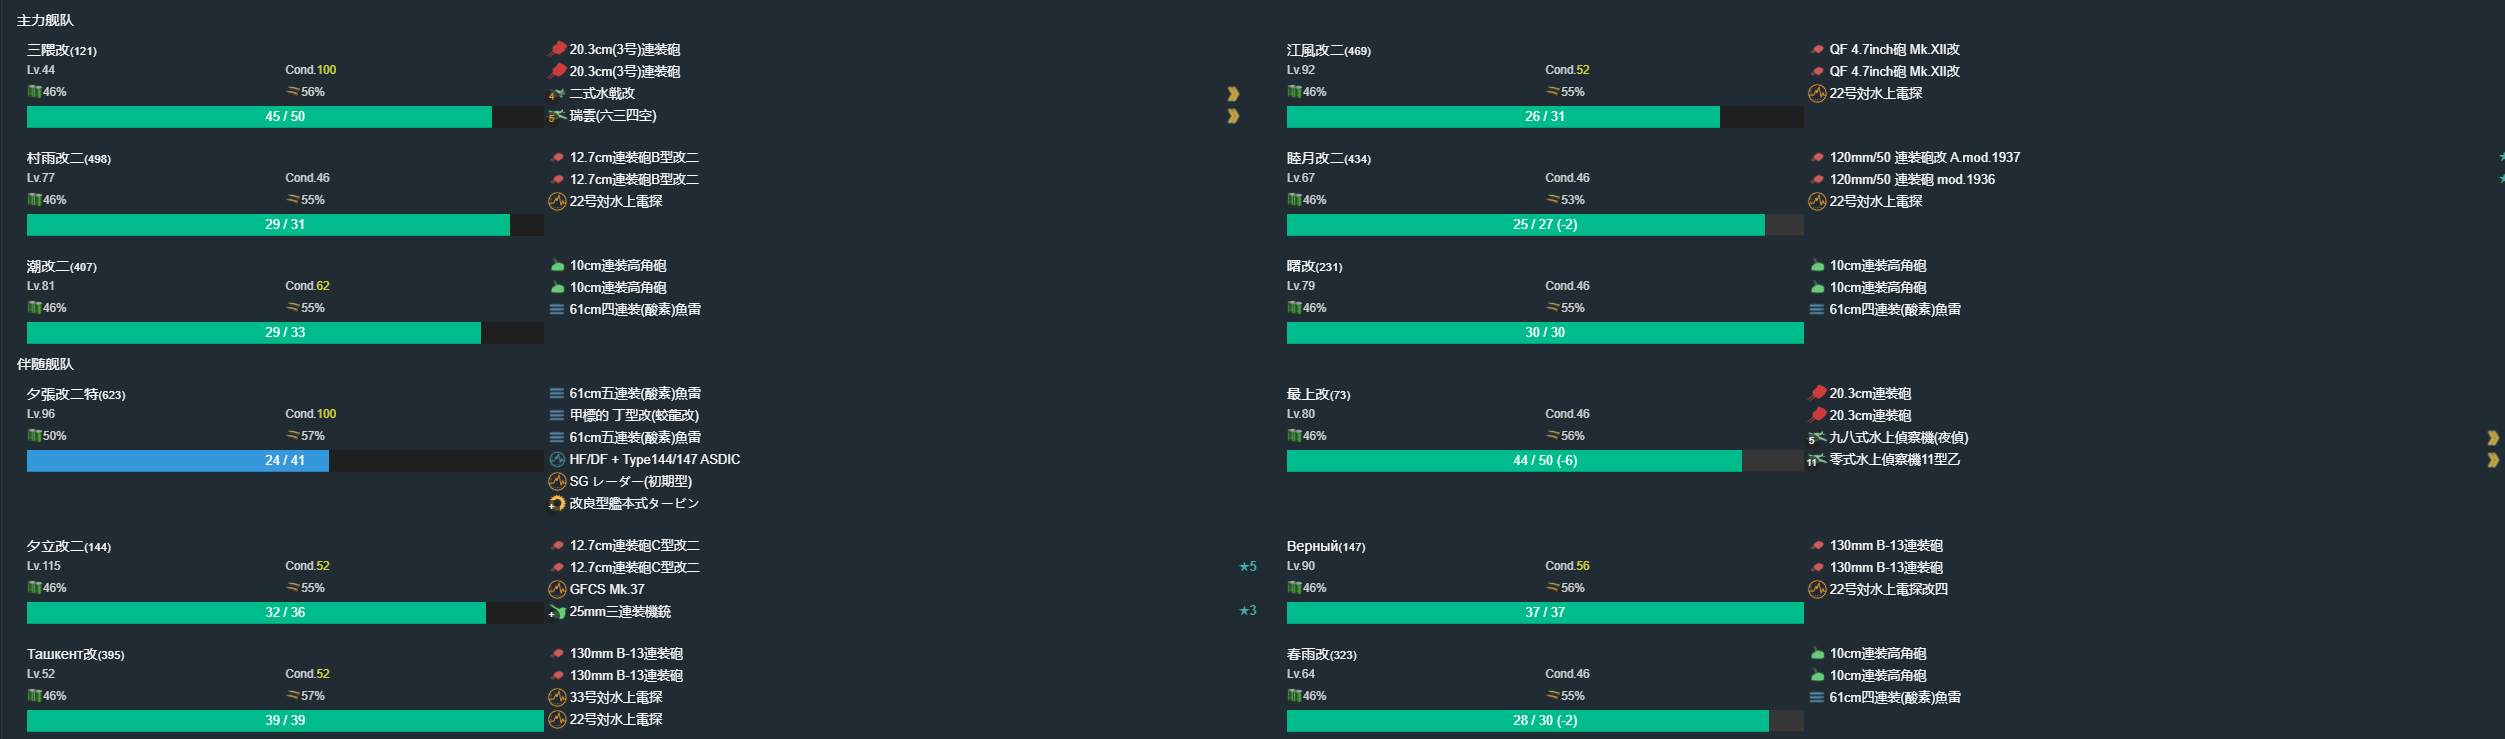 主力舰队
三隈改(121)
Lv.44 Cond.100
46% 56%
45 / 50
20.3cm(3号)連装砲
20.3cm(3号)連装砲
4 二式水戦改
5 瑞雲(六三四空)
江風改二(469)
Lv.92 Cond.52
46% 55%
26 / 31
QF 4.7inch砲 Mk.XII改
QF 4.7inch砲 Mk.XII改
22号対水上電探
村雨改二(498)
Lv.77 Cond.46
46% 55%
29 / 31
12.7cm連装砲B型改二
12.7cm連装砲B型改二
22号対水上電探
睦月改二(434)
Lv.67 Cond.46
46% 53%
25 / 27 (-2)
120mm/50 連装砲改 A.mod.1937
120mm/50 連装砲 mod.1936
22号対水上電探
潮改二(407)
Lv.81 Cond.62
46% 55%
29 / 33
10cm連装高角砲
10cm連装高角砲
61cm四連装(酸素)魚雷
曙改(231)
Lv.79 Cond.46
46% 55%
30 / 30
10cm連装高角砲
10cm連装高角砲
61cm四連装(酸素)魚雷
伴随舰队
夕張改二特(623)
Lv.96 Cond.100
50% 57%
24 / 41
61cm五連装(酸素)魚雷
甲標的 丁型改(蛟龍改)
61cm五連装(酸素)魚雷
HF/DF + Type144/147 ASDIC
SG レーダー(初期型)
改良型艦本式タービン
最上改(73)
Lv.80 Cond.46
46% 56%
44 / 50 (-6)
20.3cm連装砲
20.3cm連装砲
5 九八式水上偵察機(夜偵)
11 零式水上偵察機11型乙
夕立改二(144)
Lv.115 Cond.52
46% 55%
32 / 36
12.7cm連装砲C型改二
12.7cm連装砲C型改二 ★5
GFCS Mk.37
25mm三連装機銃 ★3
Верный(147)
Lv.90 Cond.56
46% 56%
37 / 37
130mm B-13連装砲
130mm B-13連装砲
22号対水上電探改四
Ташкент改(395)
Lv.52 Cond.52
46% 57%
39 / 39
130mm B-13連装砲
130mm B-13連装砲
33号対水上電探
22号対水上電探
春雨改(323)
Lv.64 Cond.46
46% 55%
28 / 30 (-2)
10cm連装高角砲
10cm連装高角砲
61cm四連装(酸素)魚雷